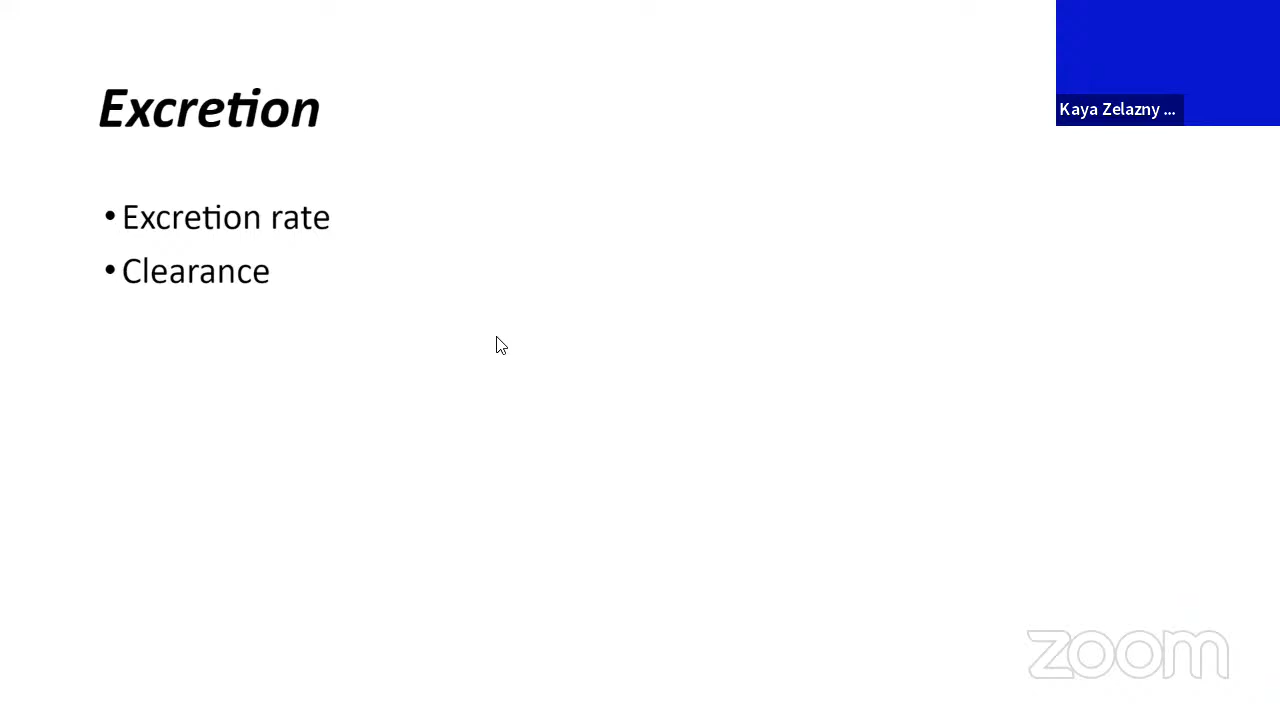 Excretion
Kaya Zelazny ...
• Excretion rate
• Clearance
zoom